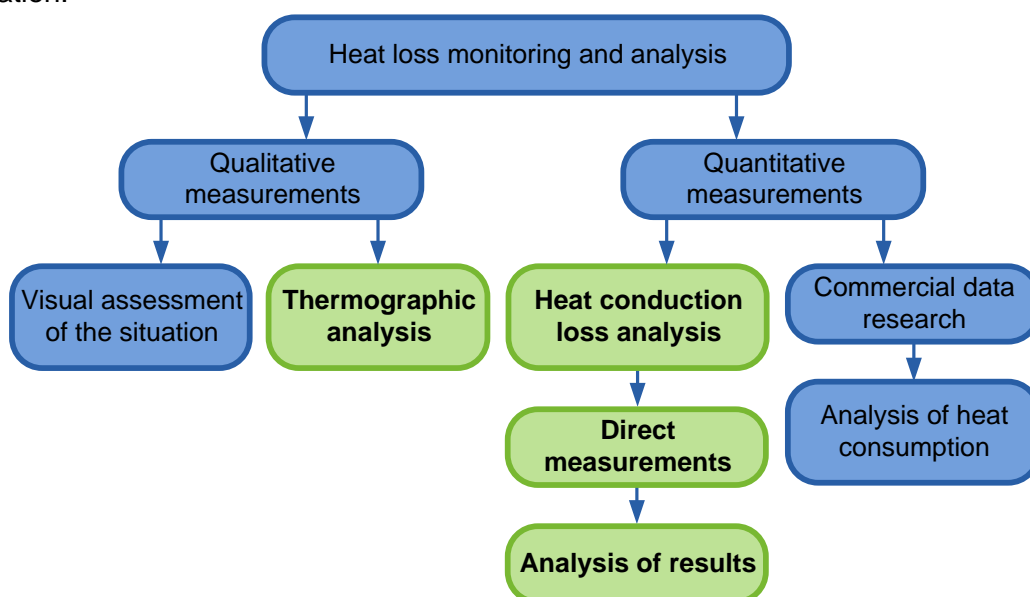 ation.
Heat loss monitoring and analysis
Qualitative
measurements
Quantitative
measurements
Visual assessment
of the situation
Thermographic
analysis
Heat conduction
loss analysis
Commercial data
research
Direct
measurements
Analysis of heat
consumption
Analysis of results